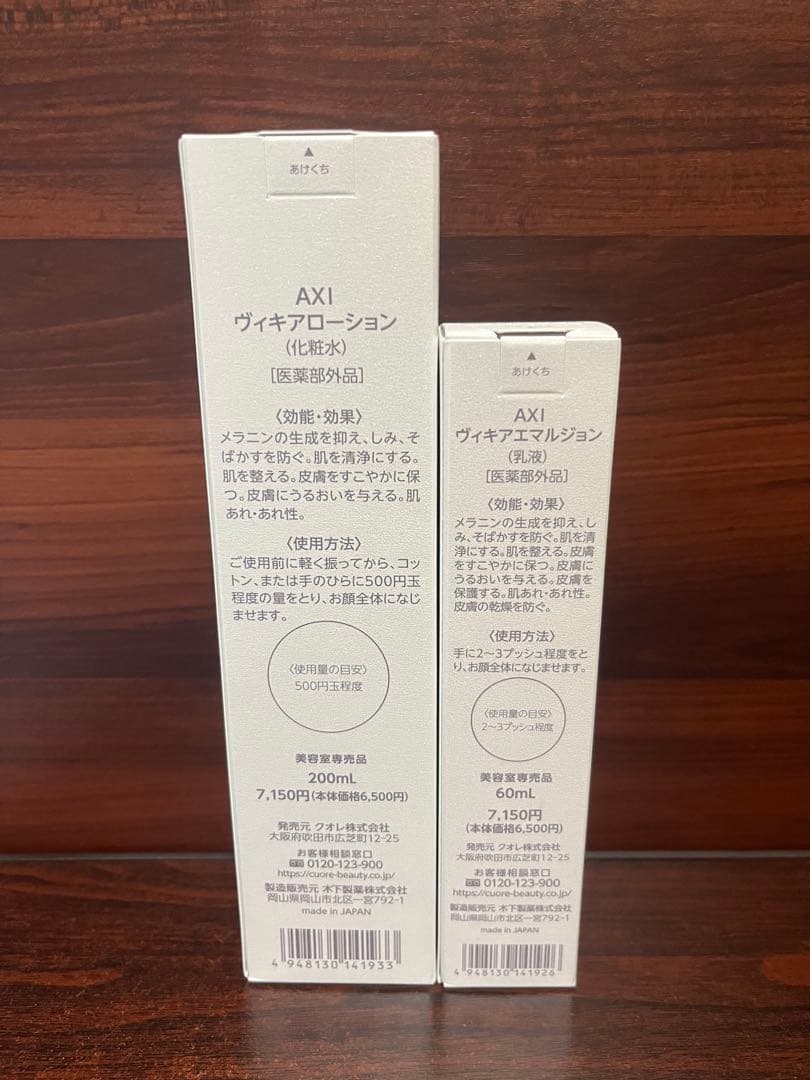 ▲
あけくち
AXI
ヴィキアローション
(化粧水)
[医薬部外品]
〈効能・効果〉
メラニンの生成を抑え、しみ、そ
ばかすを防ぐ。肌を清浄にする。
肌を整える。皮膚をすこやかに保
つ。皮膚にうるおいを与える。肌
あれ・あれ性。
〈使用方法〉
ご使用前に軽く振ってから、コッ
トン、または手のひらに500円玉
程度の量をとり、お顔全体になじ
ませます。
〈使用量の目安〉
500円玉程度
美容室専売品
200mL
7,150円(本体価格6,500円)
発売元 クオレ株式会社
大阪府吹田市広芝町12-25
お客様相談窓口
0120-123-900
https://cuore-beauty.co.jp/
製造販売元 木下製薬株式会社
岡山県岡山市北区一宮792-1
made in JAPAN
4 948130 141933
▲
あけくち
AXI
ヴィキアエマルジョン
(乳液)
[医薬部外品]
〈効能・効果〉
メラニンの生成を抑え、し
み、そばかすを防ぐ。肌を清
浄にする。肌を整える。皮膚
をすこやかに保つ。皮膚に
うるおいを与える。皮膚を
保護する。肌あれ・あれ性。
皮膚の乾燥を防ぐ。
〈使用方法〉
手に2〜3プッシュ程度をと
り、お顔全体になじませます。
〈使用量の目安〉
2〜3プッシュ程度
美容室専売品
60mL
7,150円
(本体価格6,500円)
発売元 クオレ株式会社
大阪府吹田市広芝町12-25
お客様相談窓口
0120-123-900
https://cuore-beauty.co.jp/
製造販売元 木下製薬株式会社
岡山県岡山市北区一宮792-1
made in JAPAN
4 948130 141926